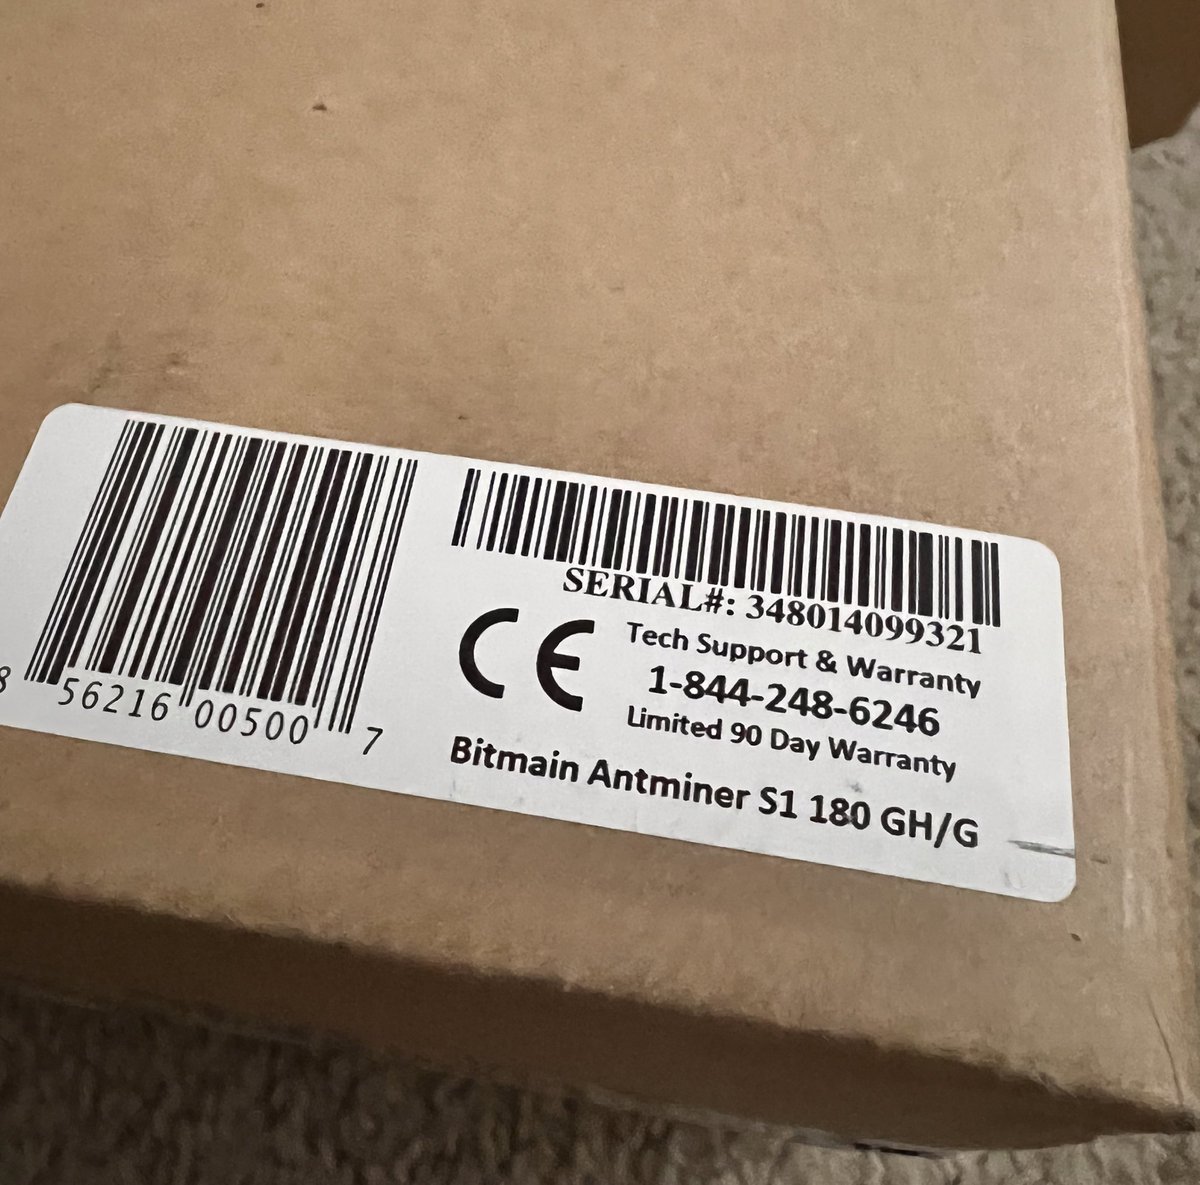 8 56216 00500 7
SERIAL#: 348014099321
CE
Tech Support & Warranty
1-844-248-6246
Limited 90 Day Warranty
Bitmain Antminer S1 180 GH/G